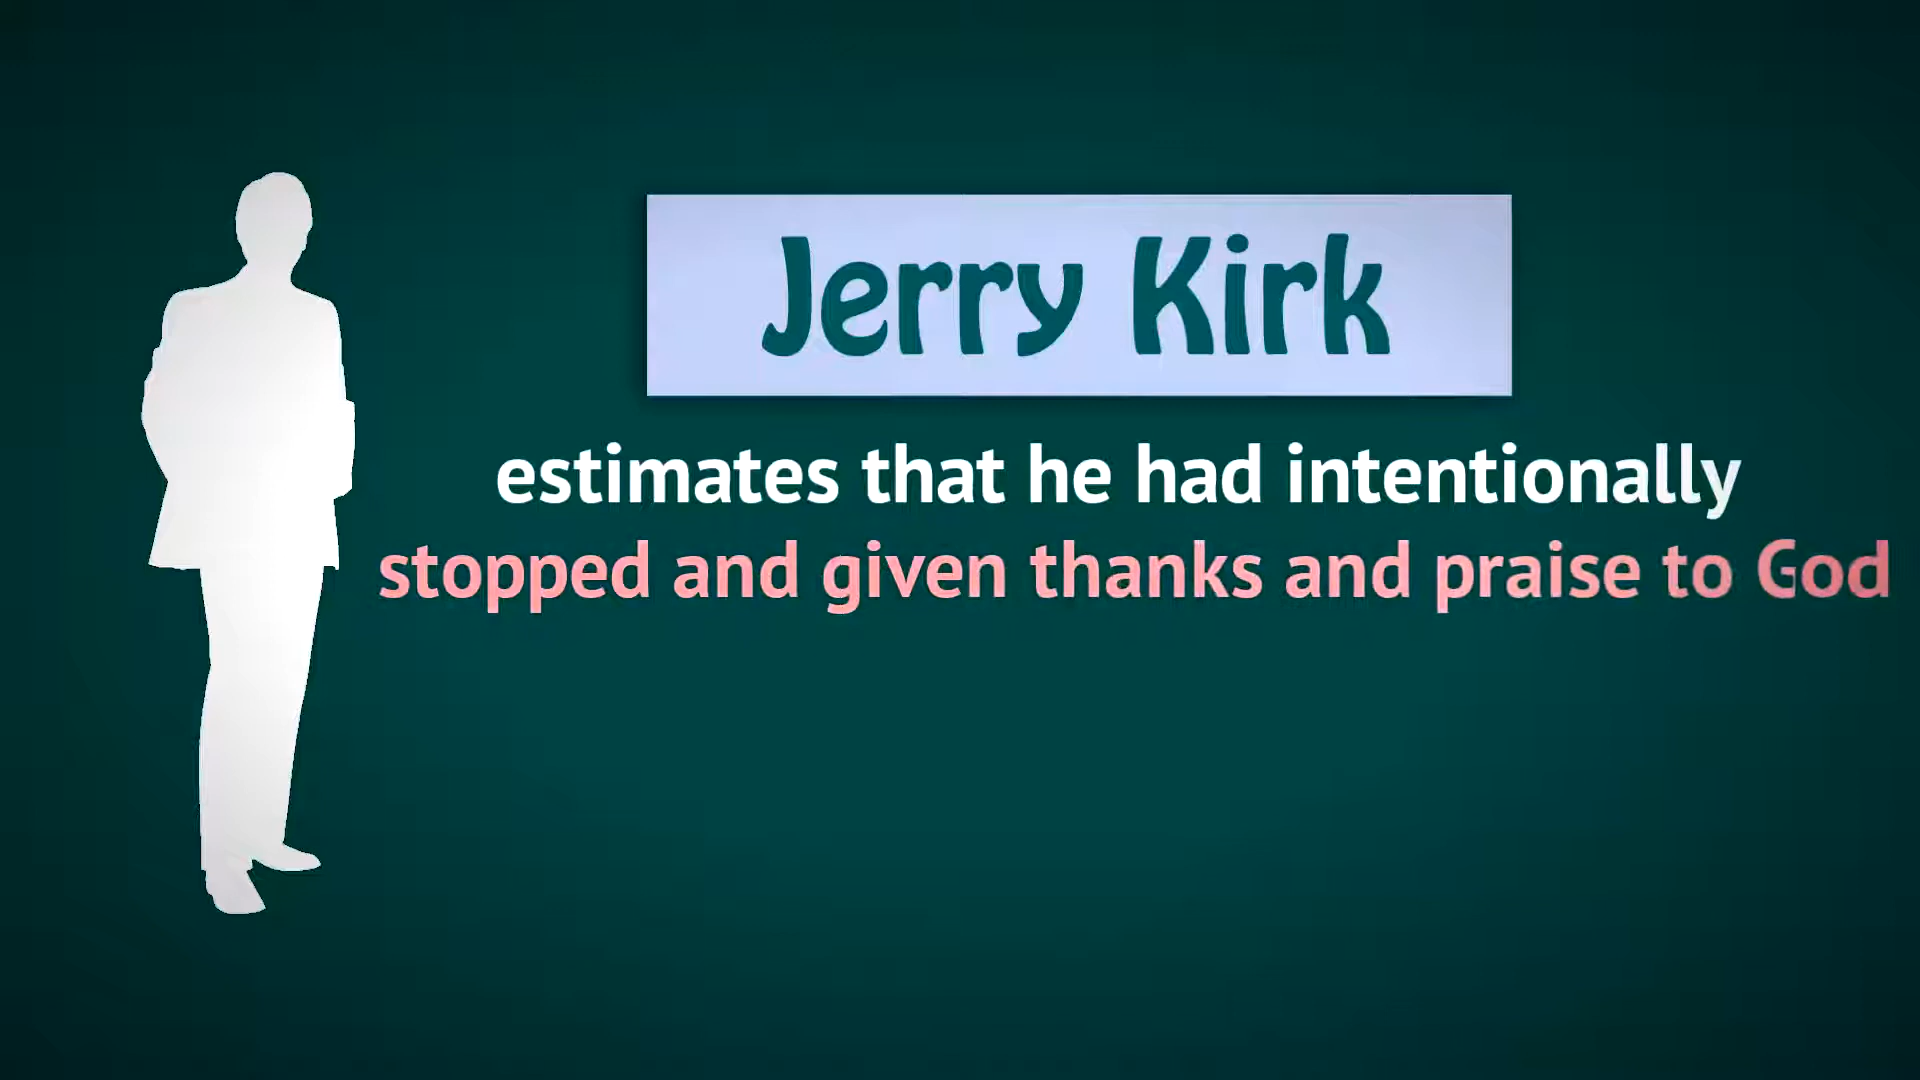 Jerry Kirk
estimates that he had intentionally
stopped and given thanks and praise to God